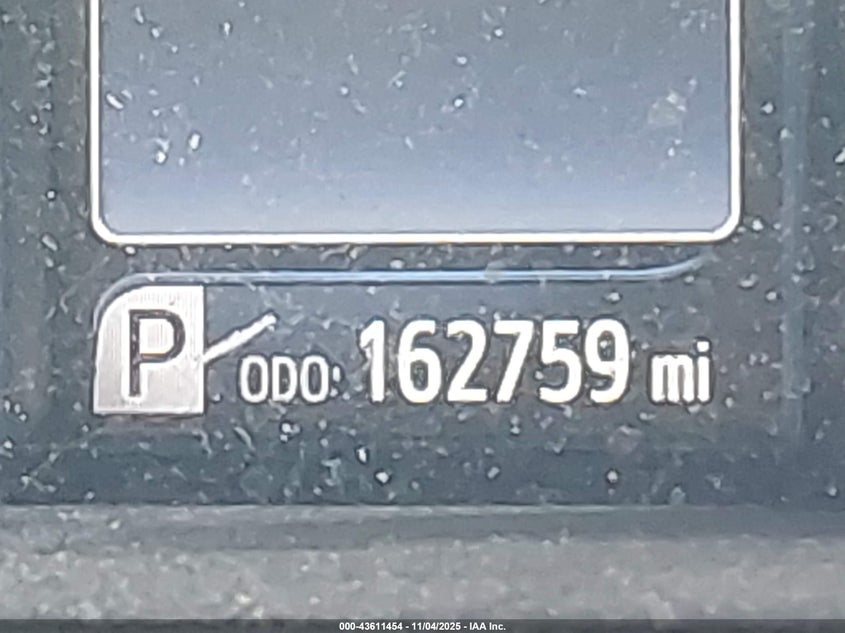 P ODO: 162759 mi
000-43611454 - 11/04/2025 - IAA Inc.